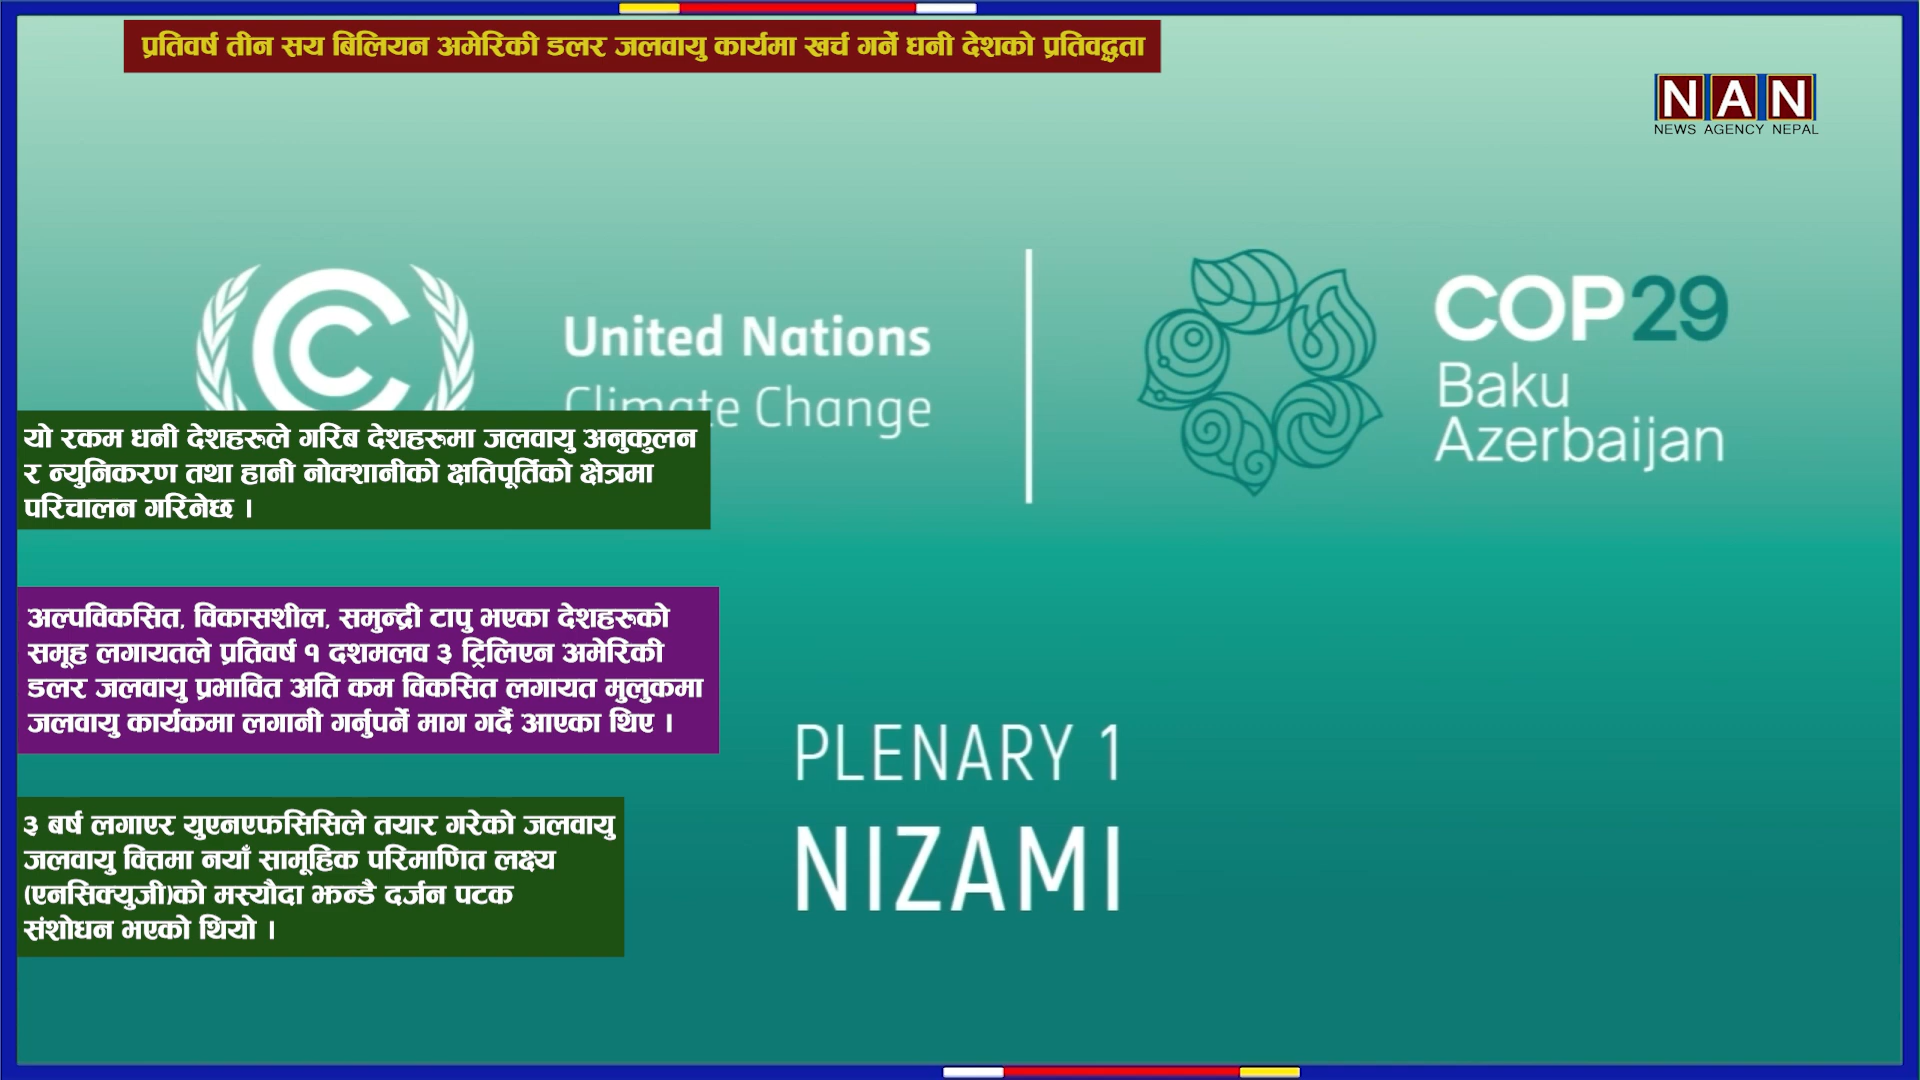 प्रतिवर्ष तीन सय बिलियन अमेरिकी डलर जलवायु कार्यमा खर्च गर्ने धनी देशको प्रतिवद्धता
NAN
NEWS AGENCY NEPAL
United Nations
Climate Change
COP29
Baku
Azerbaijan
यो रकम धनी देशहरुले गरिब देशहरुमा जलवायु अनुकुलन
र न्युनिकरण तथा हानी नोक्शानीको क्षतिपूर्तिको क्षेत्रमा
परिचालन गरिनेछ ।
अल्पविकसित, विकासशील, समुन्द्री टापु भएका देशहरुको
समूह लगायतले प्रतिवर्ष १ दशमलव ३ ट्रिलिएन अमेरिकी
डलर जलवायु प्रभावित अति कम विकसित लगायत मुलुकमा
जलवायु कार्यकमा लगानी गर्नुपर्ने माग गर्दै आएका थिए ।
३ बर्ष लगाएर युएनएफसिसिले तयार गरेको जलवायु
जलवायु वित्तमा नयाँ सामूहिक परिमाणित लक्ष्य
(एनसिक्युजी)को मस्यौदा झन्डै दर्जन पटक
संशोधन भएको थियो ।
PLENARY 1
NIZAMI